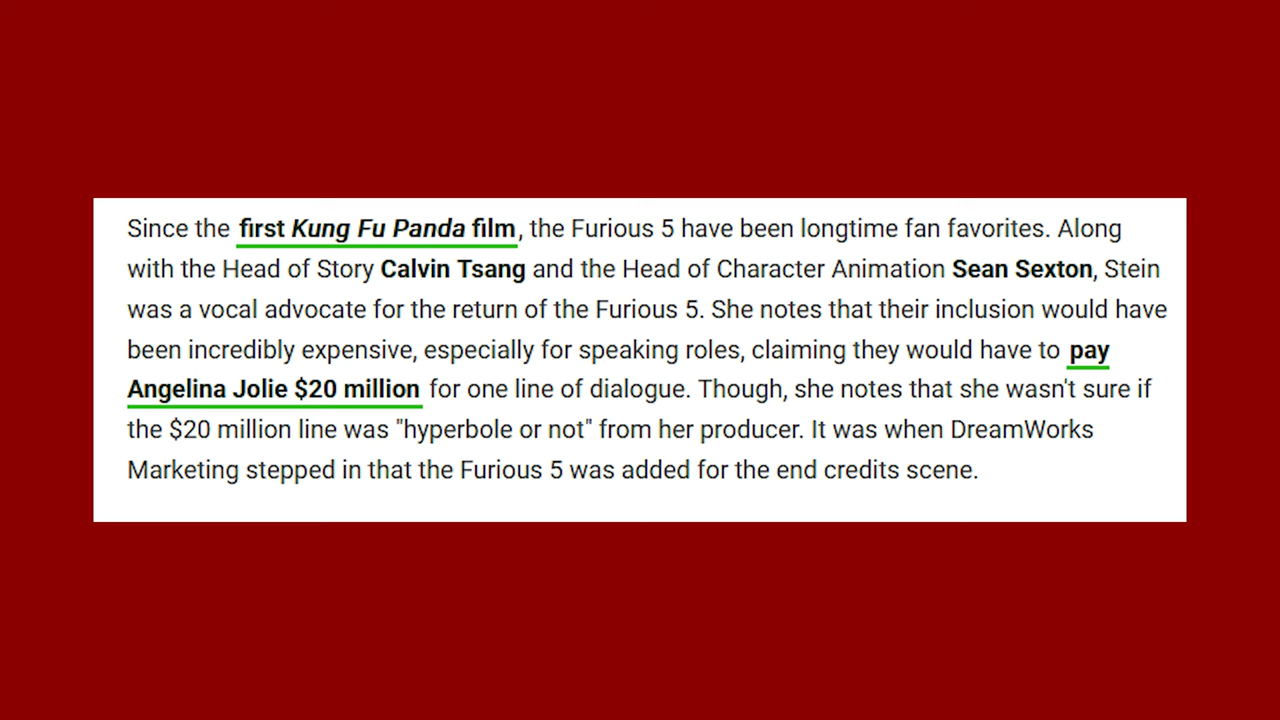 Since the first Kung Fu Panda film, the Furious 5 have been longtime fan favorites. Along
with the Head of Story Calvin Tsang and the Head of Character Animation Sean Sexton, Stein
was a vocal advocate for the return of the Furious 5. She notes that their inclusion would have
been incredibly expensive, especially for speaking roles, claiming they would have to pay
Angelina Jolie $20 million for one line of dialogue. Though, she notes that she wasn't sure if
the $20 million line was "hyperbole or not" from her producer. It was when DreamWorks
Marketing stepped in that the Furious 5 was added for the end credits scene.